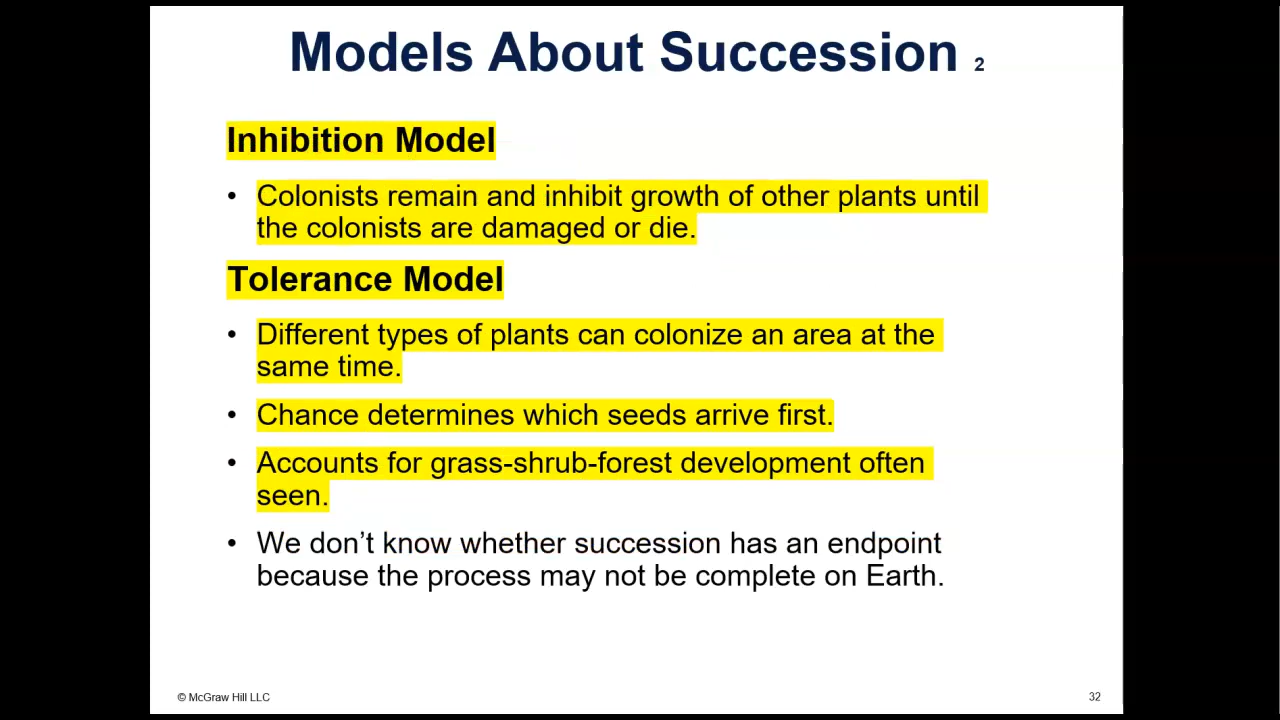 Models About Succession 2
Inhibition Model
• Colonists remain and inhibit growth of other plants until
the colonists are damaged or die.
Tolerance Model
• Different types of plants can colonize an area at the
same time.
• Chance determines which seeds arrive first.
• Accounts for grass-shrub-forest development often
seen.
• We don’t know whether succession has an endpoint
because the process may not be complete on Earth.
© McGraw Hill LLC
32